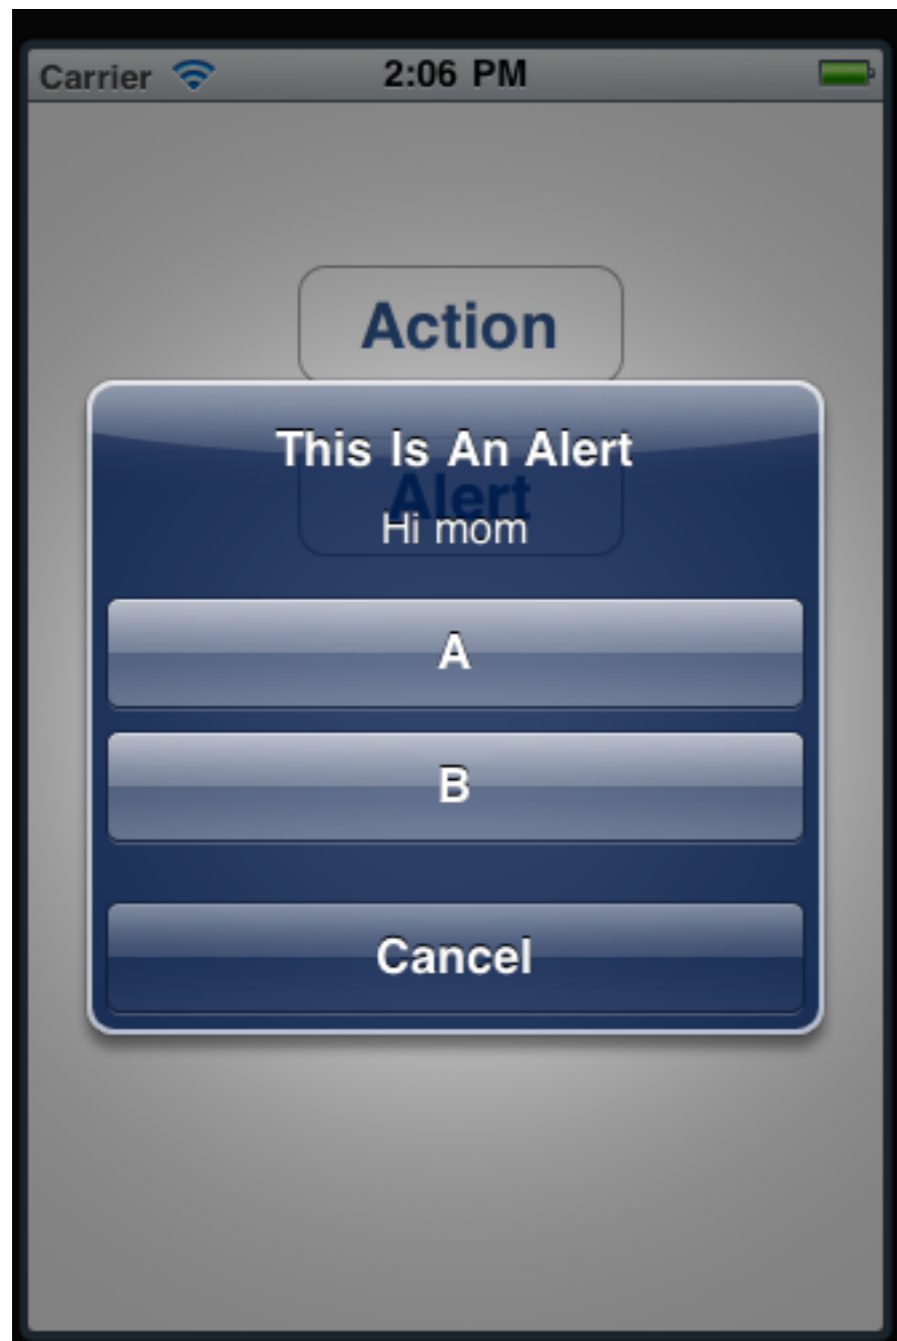 Carrier 2:06 PM
Action
This Is An Alert
Alert
Hi mom
A
B
Cancel